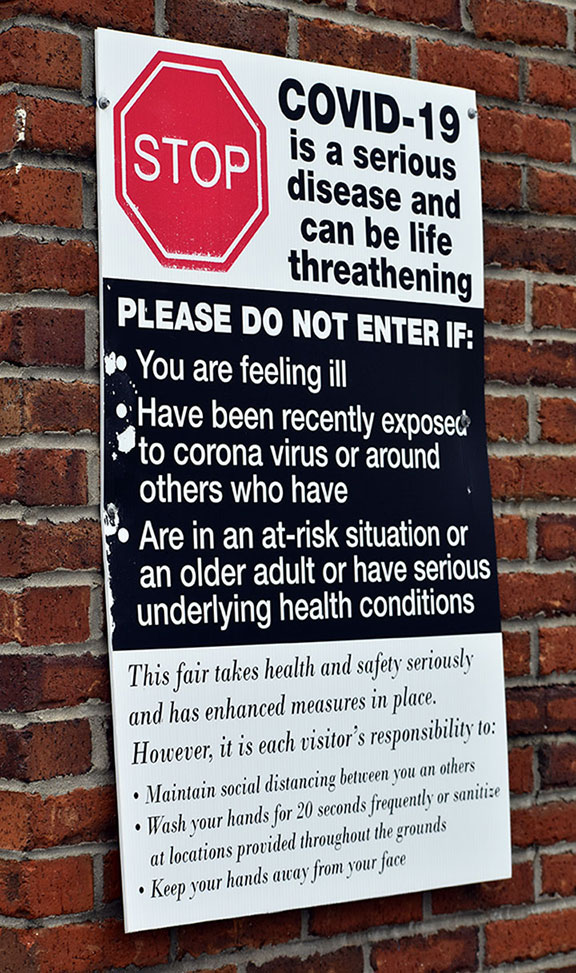 STOP
COVID-19
is a serious
disease and
can be life
threathening
PLEASE DO NOT ENTER IF:
• You are feeling ill
• Have been recently exposed
to corona virus or around
others who have
• Are in an at-risk situation or
an older adult or have serious
underlying health conditions
This fair takes health and safety seriously
and has enhanced measures in place.
However, it is each visitor's responsibility to:
• Maintain social distancing between you an others
• Wash your hands for 20 seconds frequently or sanitize
at locations provided throughout the grounds
• Keep your hands away from your face